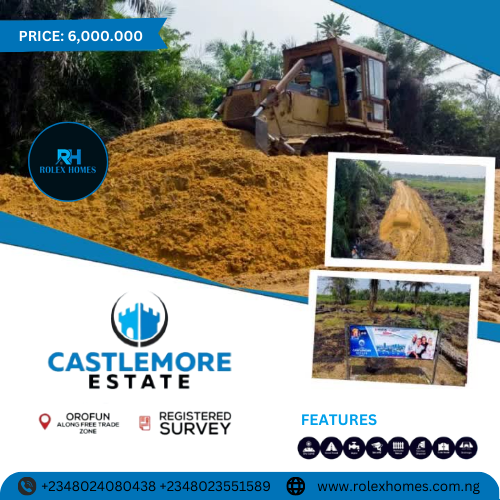 PRICE: 6,000.000
RH
ROLEX HOMES
CASTLEMORE
ESTATE
OROFUN
ALONG FREE TRADE
ZONE
REGISTERED
SURVEY
CASTLEMORE
FEATURES
+2348024080438 +2348023551589
www.rolexhomes.com.ng